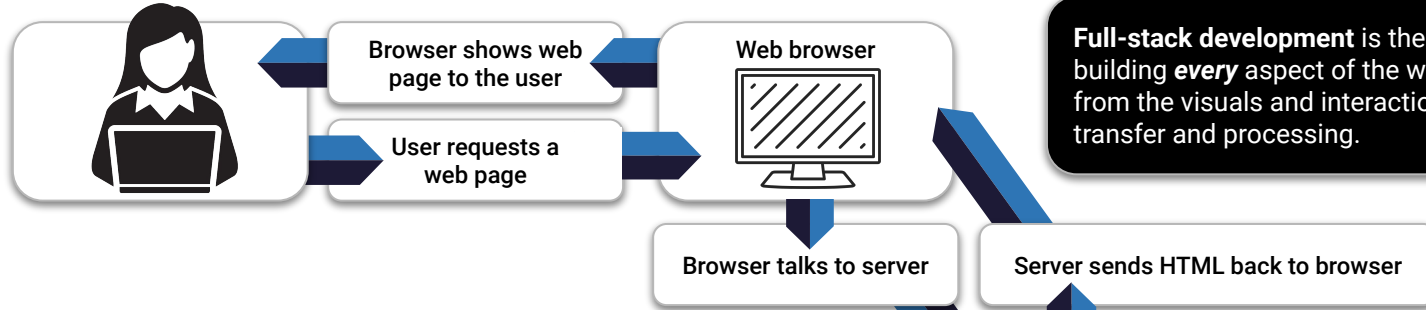 Browser shows web
page to the user
Web browser
Full-stack development is the
building every aspect of the w
from the visuals and interactio
transfer and processing.
User requests a
web page
Browser talks to server
Server sends HTML back to browser